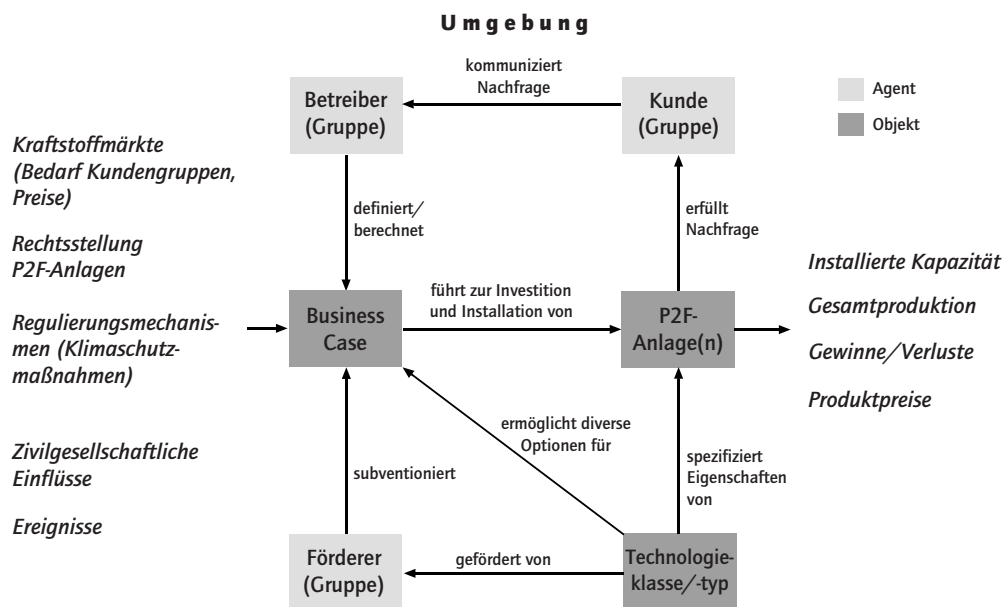 Umgebung
kommuniziert
Nachfrage
Betreiber
(Gruppe)
Kunde
(Gruppe)
Agent
Objekt
Kraftstoffmärkte
(Bedarf Kundengruppen,
Preise)
definiert/
berechnet
erfüllt
Nachfrage
Rechtsstellung
P2F-Anlagen
Installierte Kapazität
Regulierungsmechanis-
men (Klimaschutz-
maßnahmen)
Business
Case
führt zur Investition
und Installation von
P2F-
Anlage(n)
Gesamtproduktion
Gewinne/Verluste
Produktpreise
ermöglicht diverse
Optionen für
Zivilgesellschaftliche
Einflüsse
subventioniert
spezifiziert
Eigenschaften
von
Ereignisse
Förderer
(Gruppe)
gefördert von
Technologie-
klasse/-typ